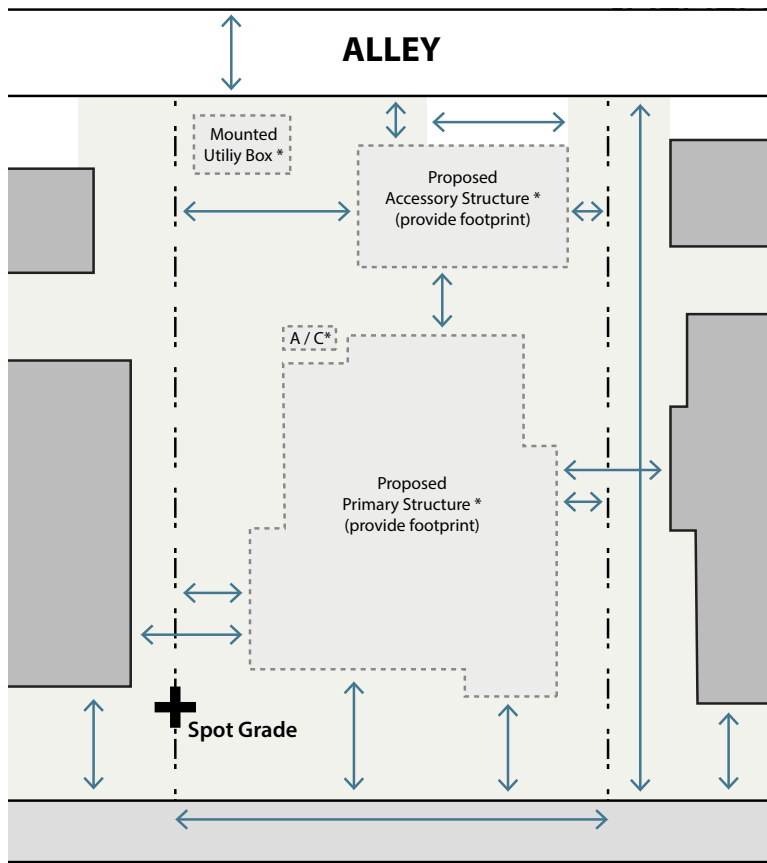 ALLEY
Mounted
Utiliy Box *
Proposed
Accessory Structure *
(provide footprint)
A / C*
Proposed
Primary Structure *
(provide footprint)
Spot Grade